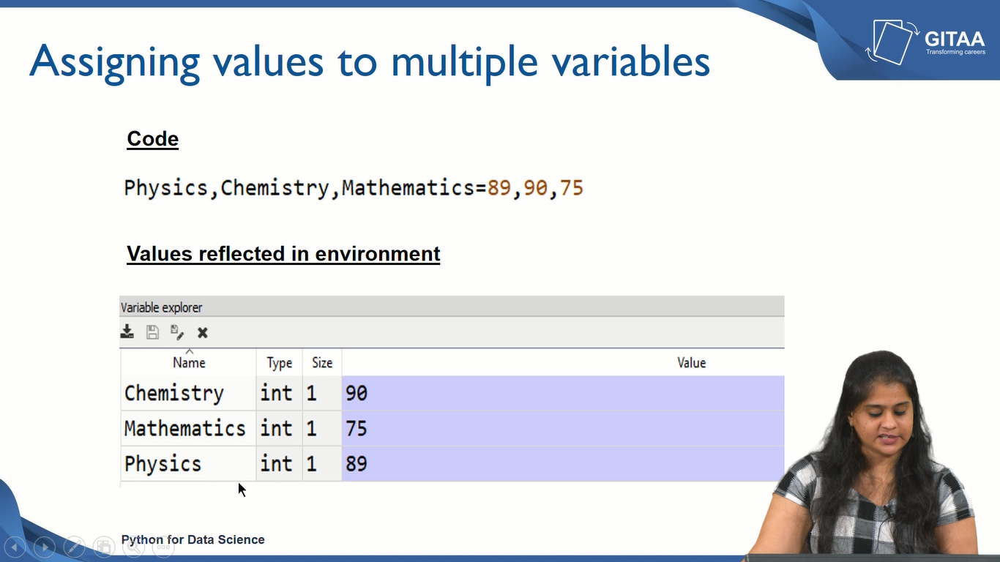 Assigning values to multiple variables
GITAA
Transforming careers
Code
Physics,Chemistry,Mathematics=89,90,75
Values reflected in environment
Variable explorer
Name Type Size Value
Chemistry int 1 90
Mathematics int 1 75
Physics int 1 89
Python for Data Science